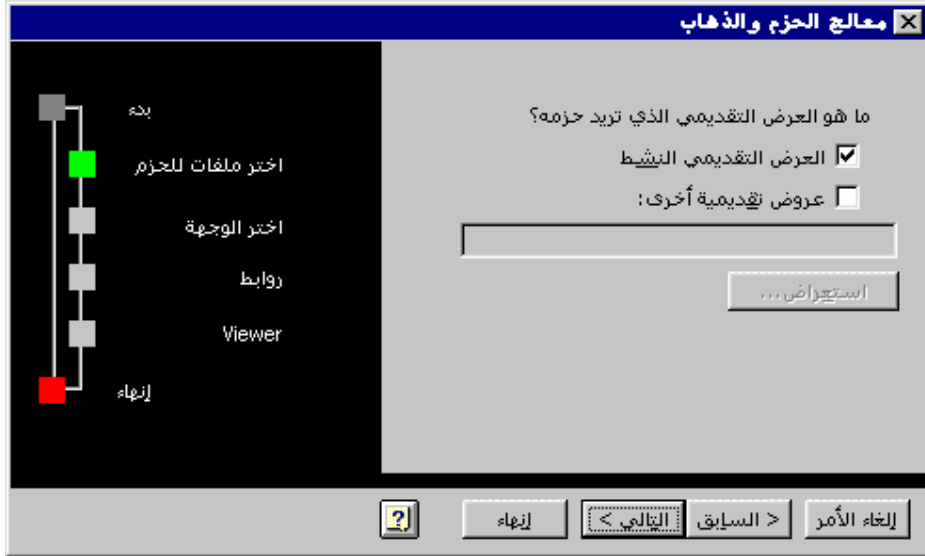 معالج الحزم والذهاب
ما هو العرض التقديمي الذي تريد حزمه؟
العرض التقديمي النشط
عروض تقديمية أخرى:
استعراض...
بدء
اختر ملفات للحزم
اختر الوجهة
روابط
Viewer
إنهاء
إلغاء الأمر
< السابق
التالي >
إنهاء